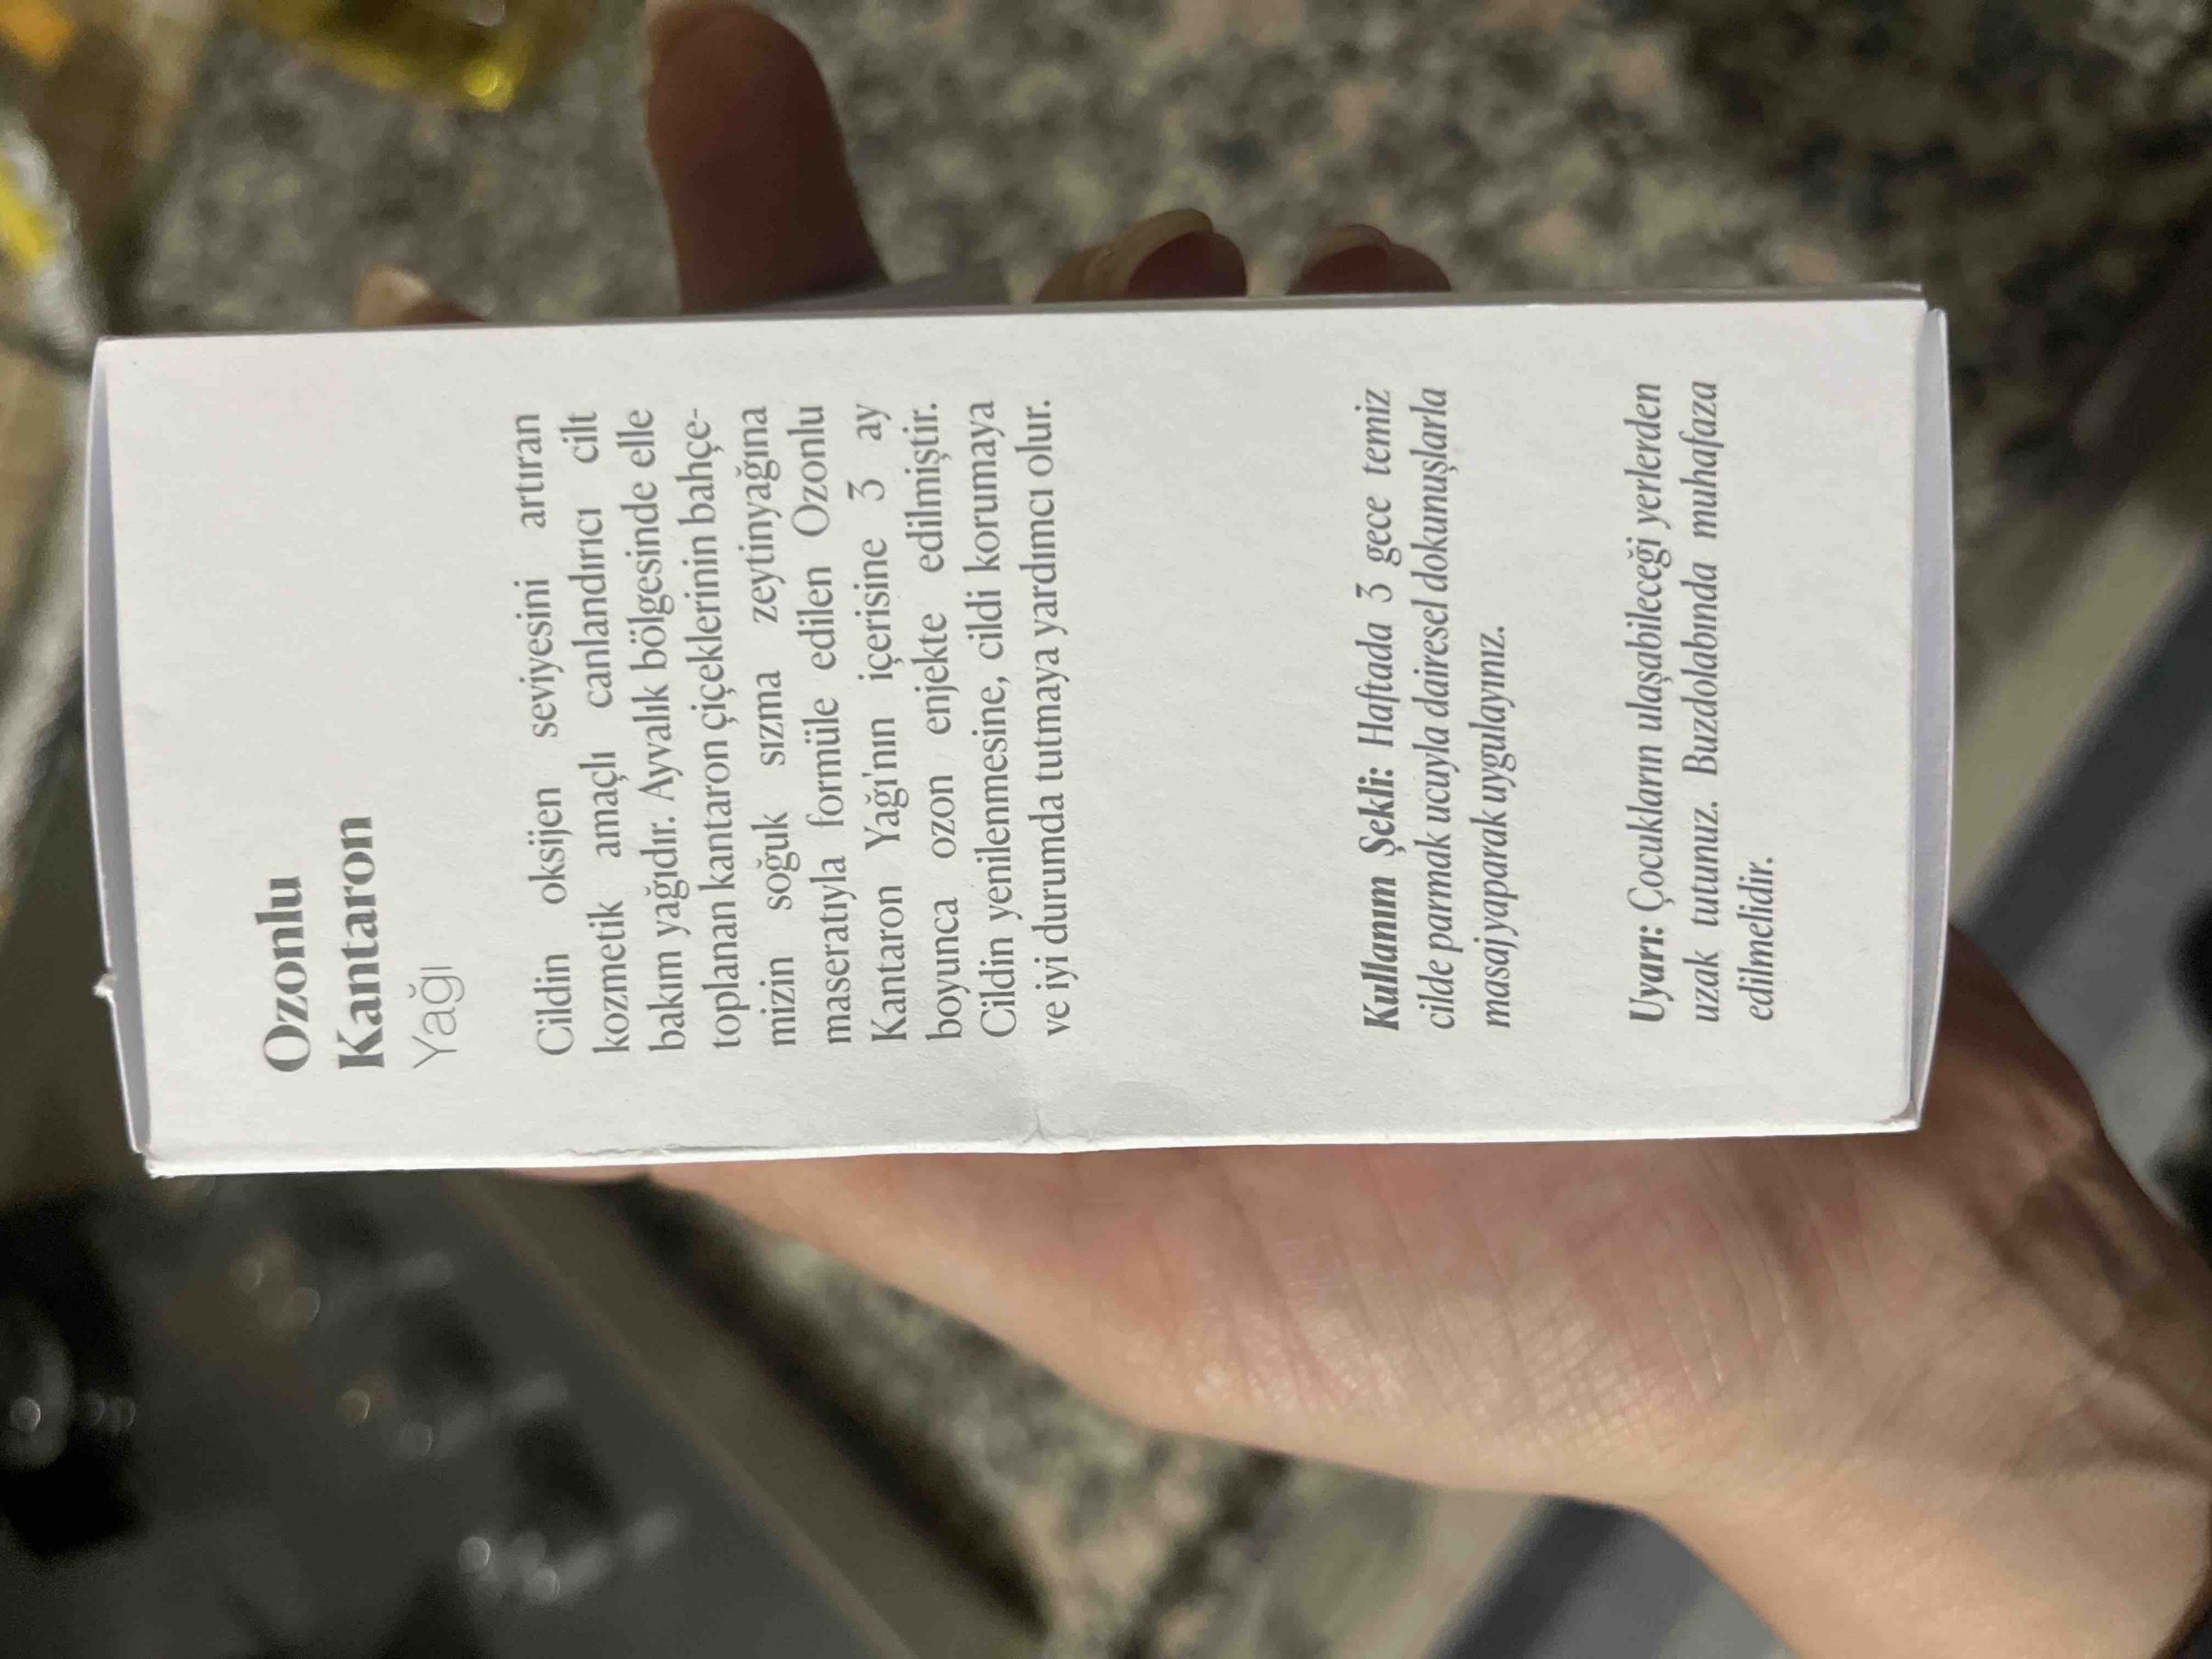 Ozonlu
Kantaron
Yağı
Cildin oksijen seviyesini artıran
kozmetik amaçlı canlandırıcı cilt
bakım yağıdır. Ayvalık bölgesinde elle
toplanan kantaron çiçeklerinin bahçe-
mizin soğuk sızma zeytinyağına
maseratıyla formüle edilen Ozonlu
Kantaron Yağı'nın içerisine 3 ay
boyunca ozon enjekte edilmiştir.
Cildin yenilenmesine, cildi korumaya
ve iyi durumda tutmaya yardımcı olur.
Kullanım Şekli: Haftada 3 gece temiz
cilde parmak ucuyla dairesel dokunuşlarla
masaj yaparak uygulayınız.
Uyarı: Çocukların ulaşabileceği yerlerden
uzak tutunuz. Buzdolabında muhafaza
edilmelidir.